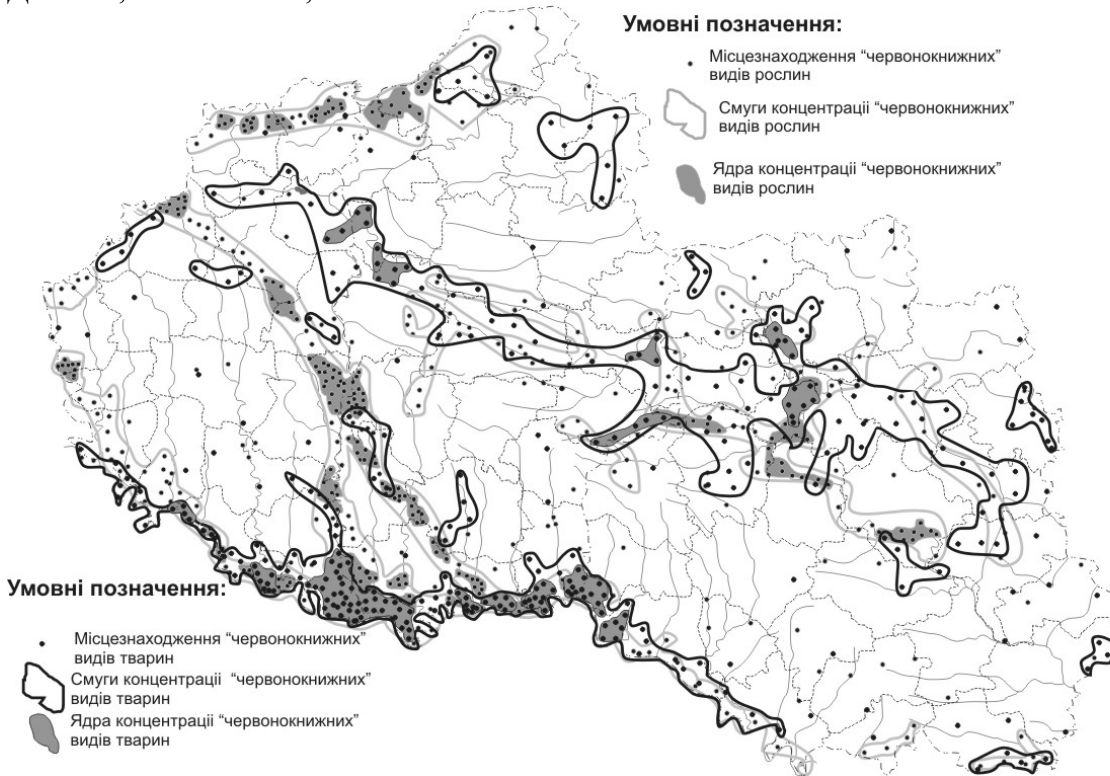 Умовні позначення:
Місцезнаходження “червонокнижних”
видів рослин
Смуги концентрації “червонокнижних”
видів рослин
Ядра концентрації “червонокнижних”
видів рослин
Умовні позначення:
Місцезнаходження “червонокнижних”
видів тварин
Смуги концентрації “червонокнижних”
видів тварин
Ядра концентрації “червонокнижних”
видів тварин